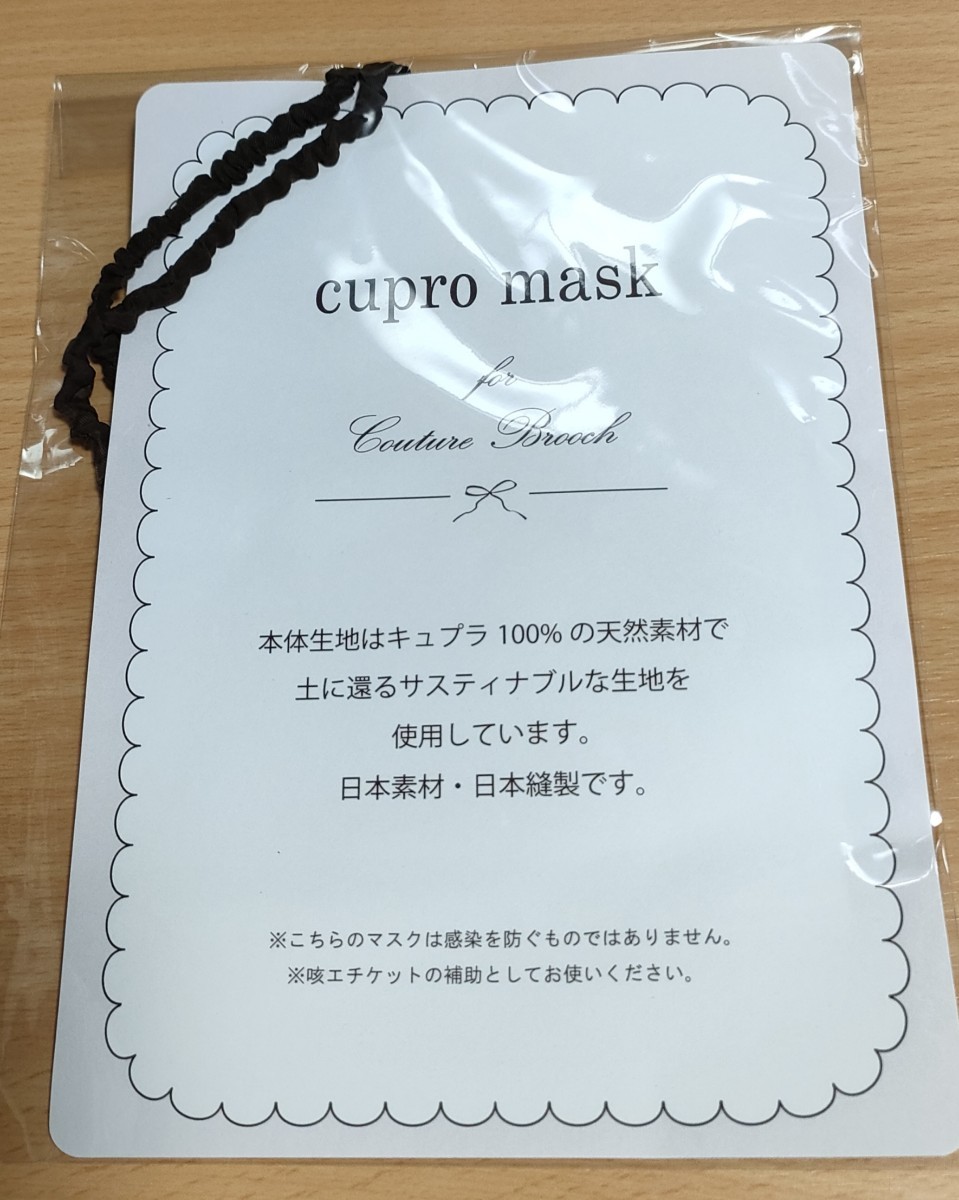 cupro mask
for
Couture Brooch
本体生地はキュプラ 100% の天然素材で
土に還るサスティナブルな生地を
使用しています。
日本素材・日本縫製です。
※こちらのマスクは感染を防ぐものではありません。
※咳エチケットの補助としてお使いください。